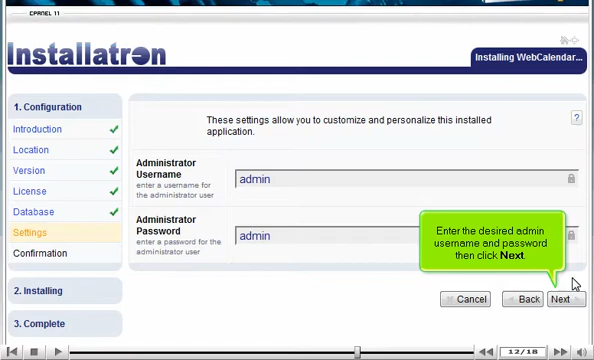 CPANEL 11
Installatron
Installing WebCalendar...
1. Configuration
Introduction
Location
Version
License
Database
Settings
Confirmation
2. Installing
3. Complete
These settings allow you to customize and personalize this installed
application.
?
Administrator
Username
enter a username for
the administrator user
admin
Administrator
Password
enter a password for the
administrator user
admin
Enter the desired admin
username and password
then click Next.
Cancel
Back
Next
12/18